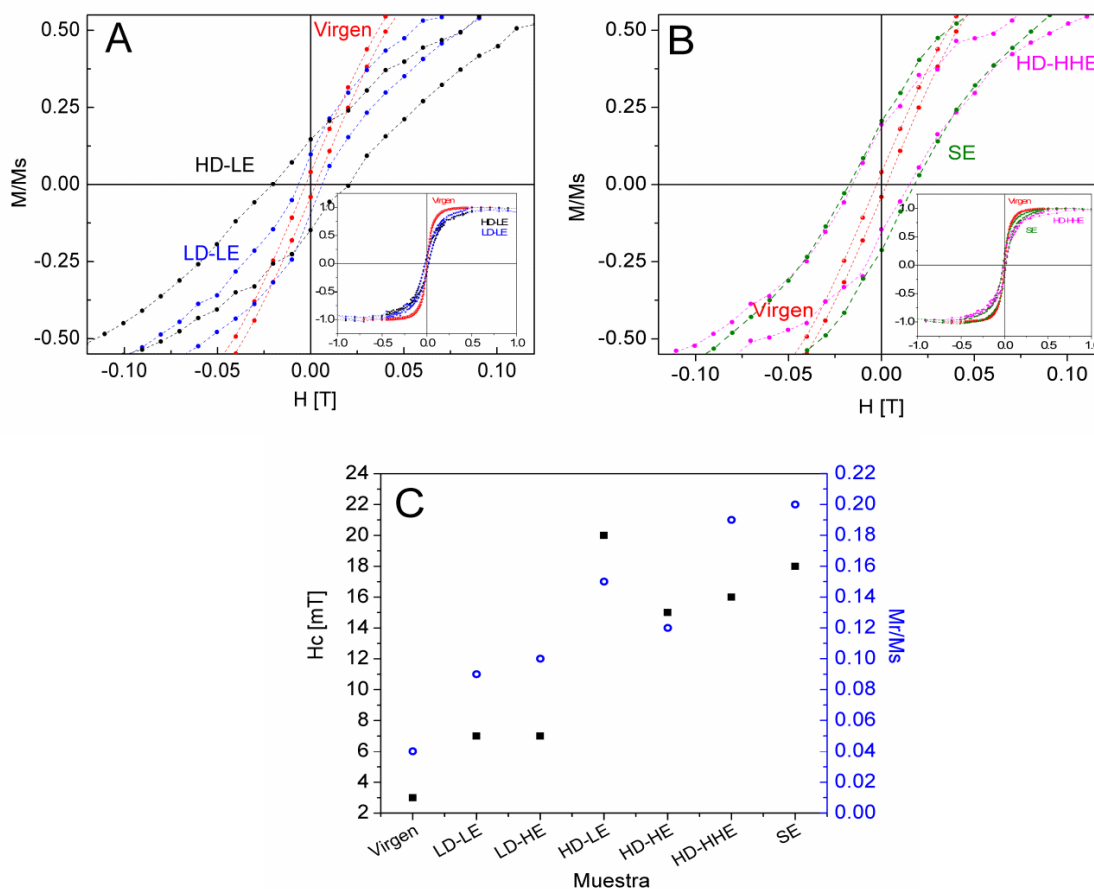 A
Virgen
HD-LE
LD-LE
M/Ms
0.50
0.25
0.00
-0.25
-0.50
-0.10
-0.05
0.00
0.05
0.10
H [T]
Virgen
HD-LE
LD-LE
1.0
0.5
0.0
-0.5
-1.0
-1.0
-0.5
0.0
0.5
1.0
B
HD-HHE
SE
Virgen
M/Ms
0.50
0.25
0.00
-0.25
-0.50
-0.10
-0.05
0.00
0.05
0.10
H [T]
Virgen
HD-HHE
SE
1.0
0.5
0.0
-0.5
-1.0
-1.0
-0.5
0.0
0.5
1.0
C
Hc [mT]
24
22
20
18
16
14
12
10
8
6
4
2
Mr/Ms
0.22
0.20
0.18
0.16
0.14
0.12
0.10
0.08
0.06
0.04
0.02
0.00
Virgen
LD-LE
LD-HE
HD-LE
HD-HE
HD-HHE
SE
Muestra